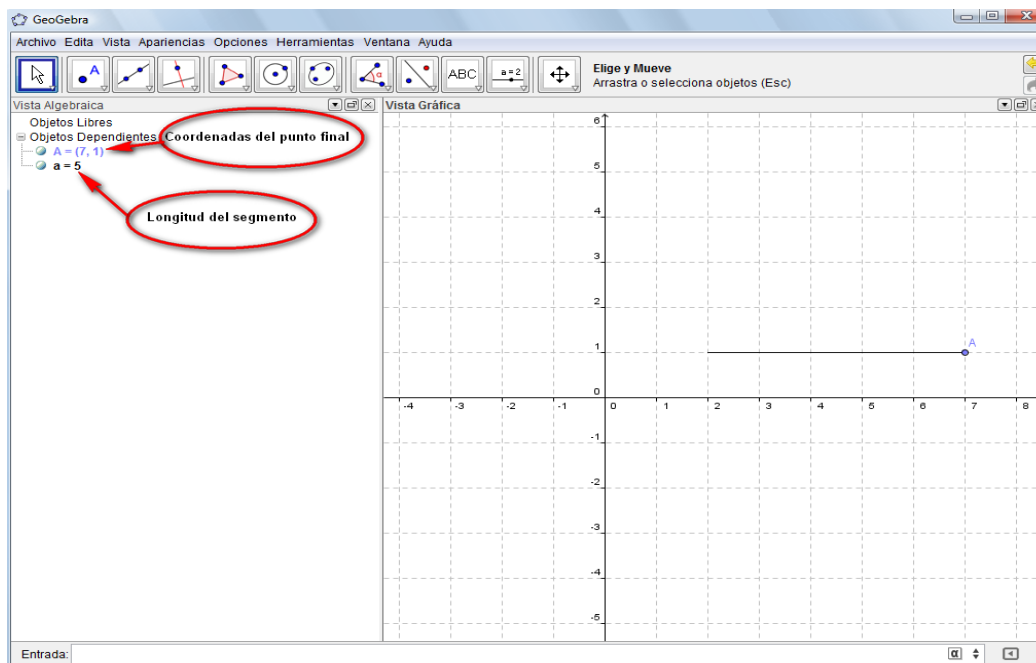 GeoGebra
Archivo Edita Vista Apariencias Opciones Herramientas Ventana Ayuda
A
ABC
a = 2
Elige y Mueve
Arrastra o selecciona objetos (Esc)
Vista Algebraica
Vista Gráfica
Objetos Libres
Objetos Dependientes
Coordenadas del punto final
A = (7, 1)
a = 5
Longitud del segmento
6
5
4
3
2
1
A
0
-4 -3 -2 -1 0 1 2 3 4 5 6 7 8
-1
-2
-3
-4
-5
Entrada:
α